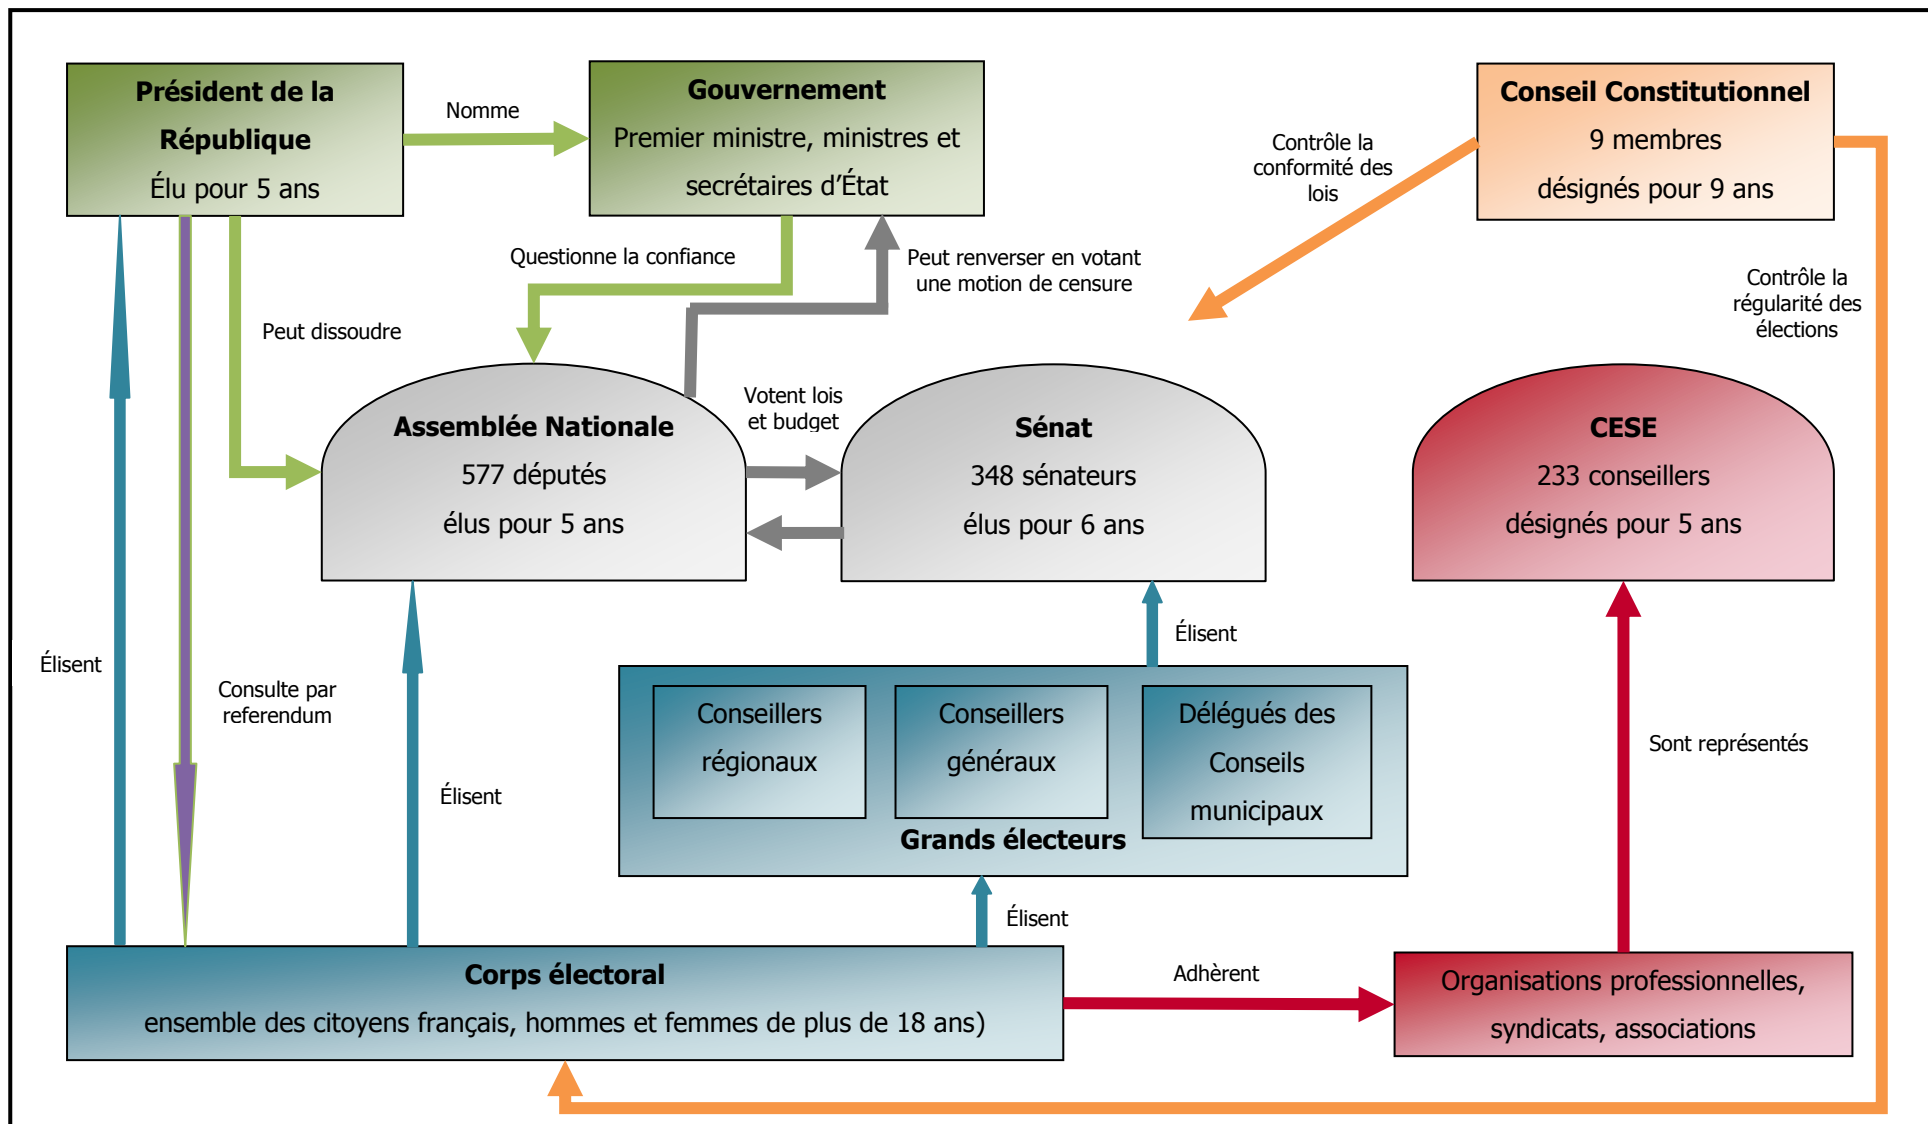 Président de la
République
Élu pour 5 ans
Nomme
Gouvernement
Premier ministre, ministres et
secrétaires d'État
Contrôle la
conformité des
lois
Conseil Constitutionnel
9 membres
désignés pour 9 ans
Questionne la confiance
Peut renverser en votant
une motion de censure
Contrôle la
régularité des
élections
Peut dissoudre
Assemblée Nationale
577 députés
élus pour 5 ans
Votent lois
et budget
Sénat
348 sénateurs
élus pour 6 ans
CESE
233 conseillers
désignés pour 5 ans
Élisent
Consulte par
referendum
Élisent
Élisent
Conseillers
régionaux
Conseillers
généraux
Délégués des
Conseils
municipaux
Grands électeurs
Sont représentés
Élisent
Corps électoral
ensemble des citoyens français, hommes et femmes de plus de 18 ans)
Adhèrent
Organisations professionnelles,
syndicats, associations